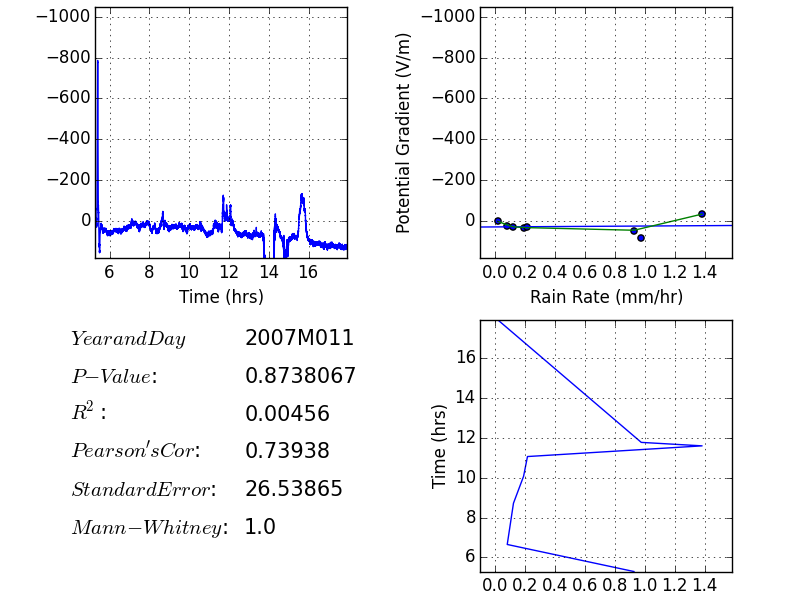 −1000
−800
−600
−400
−200
0
6 8 10 12 14 16
Time (hrs)
Potential Gradient (V/m)
−1000
−800
−600
−400
−200
0
0.0 0.2 0.4 0.6 0.8 1.0 1.2 1.4
Rain Rate (mm/hr)
YearandDay 2007M011
P−Value: 0.8738067
R²: 0.00456
Pearson'sCor: 0.73938
StandardError: 26.53865
Mann−Whitney: 1.0
Time (hrs)
16
14
12
10
8
6
0.0 0.2 0.4 0.6 0.8 1.0 1.2 1.4